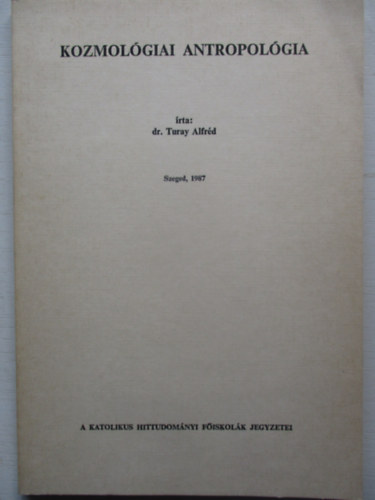 KOZMOLÓGIAI ANTROPOLÓGIA
írta:
dr. Turay Alfréd
Szeged, 1987
A KATOLIKUS HITTUDOMÁNYI FŐISKOLÁK JEGYZETEI